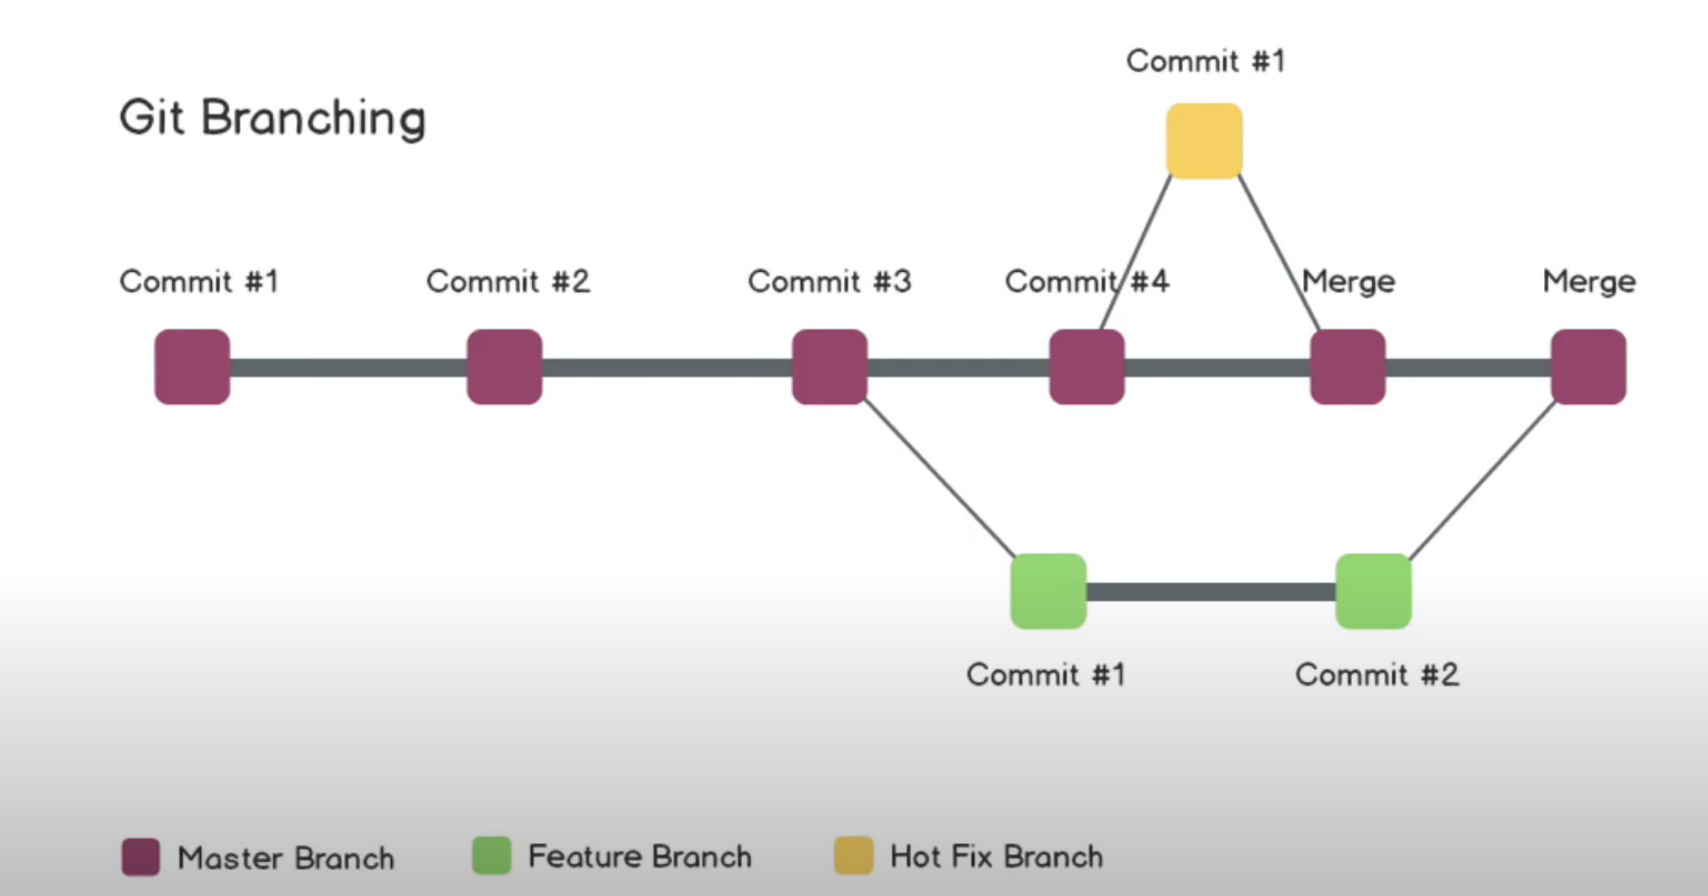 Git Branching
Commit #1
Commit #1
Commit #2
Commit #3
Commit #4
Merge
Merge
Commit #1
Commit #2
Master Branch
Feature Branch
Hot Fix Branch